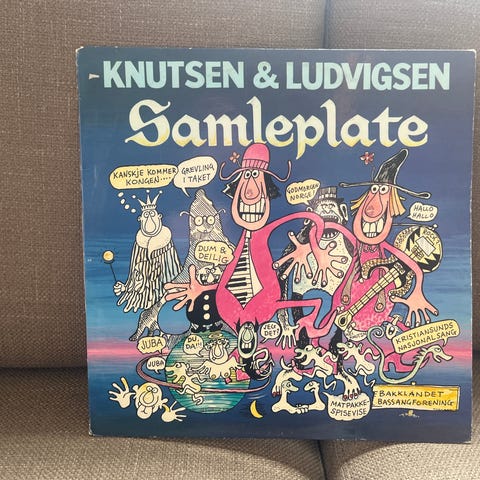 KNUTSEN & LUDVIGSEN
Samleplate
KANSKJE KOMMER
KONGEN....
GREVLING
I TAKET
GODMORGEN
NORGE!
HALLO
HALLO
DUM &
DEILIG
JUBA
JUBA
DU
DA!!!
JEG
DET!
KRISTIANSUNDS
NASJONALSANG
MATPAKKE-
SPISEVISE
BAKKLANDET
BASSANGFORENING